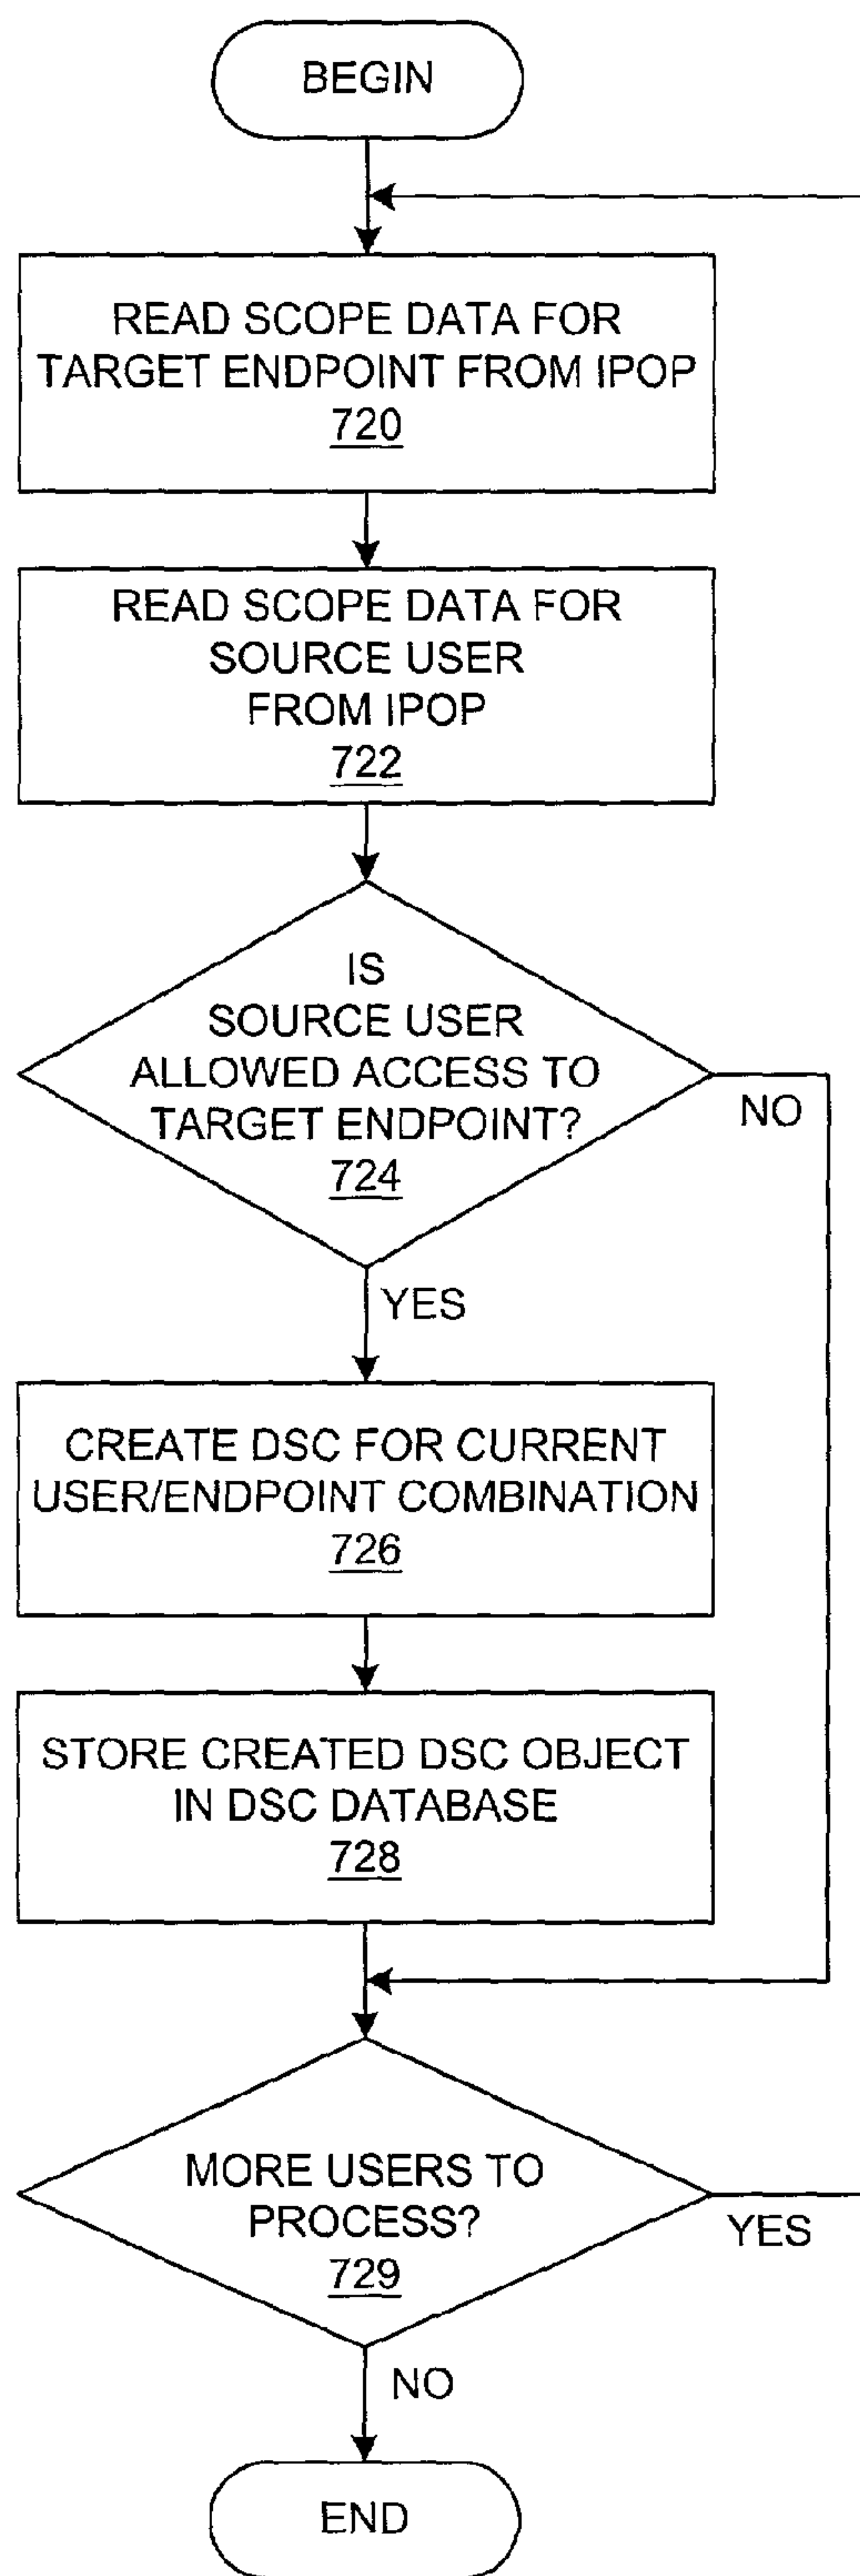 BEGIN
READ SCOPE DATA FOR
TARGET ENDPOINT FROM IPOP
720
READ SCOPE DATA FOR
SOURCE USER
FROM IPOP
722
IS
SOURCE USER
ALLOWED ACCESS TO
TARGET ENDPOINT?
724
NO
YES
CREATE DSC FOR CURRENT
USER/ENDPOINT COMBINATION
726
STORE CREATED DSC OBJECT
IN DSC DATABASE
728
MORE USERS TO
PROCESS?
729
YES
NO
END